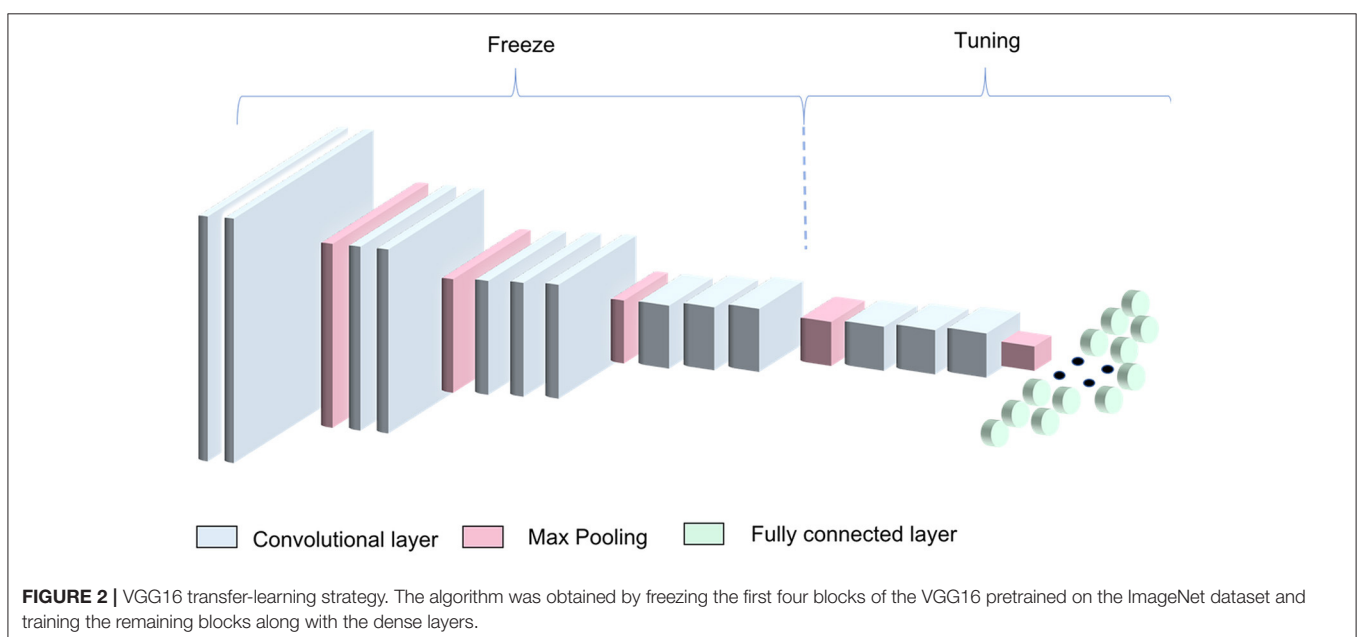 Freeze
Tuning
Convolutional layer
Max Pooling
Fully connected layer
FIGURE 2 | VGG16 transfer-learning strategy. The algorithm was obtained by freezing the first four blocks of the VGG16 pretrained on the ImageNet dataset and
training the remaining blocks along with the dense layers.